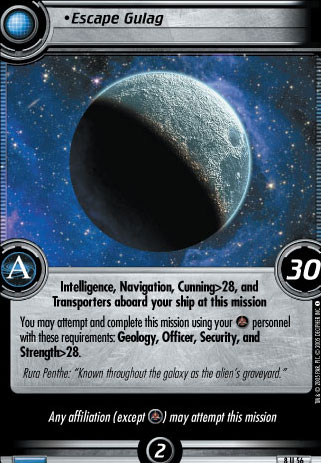 •Escape Gulag
A
30
Intelligence, Navigation, Cunning>28, and
Transporters aboard your ship at this mission
You may attempt and complete this mission using your personnel
with these requirements: Geology, Officer, Security, and
Strength>28.
Rura Penthe: "Known throughout the galaxy as the alien's graveyard."
Any affiliation (except ) may attempt this mission
2
8 U 56